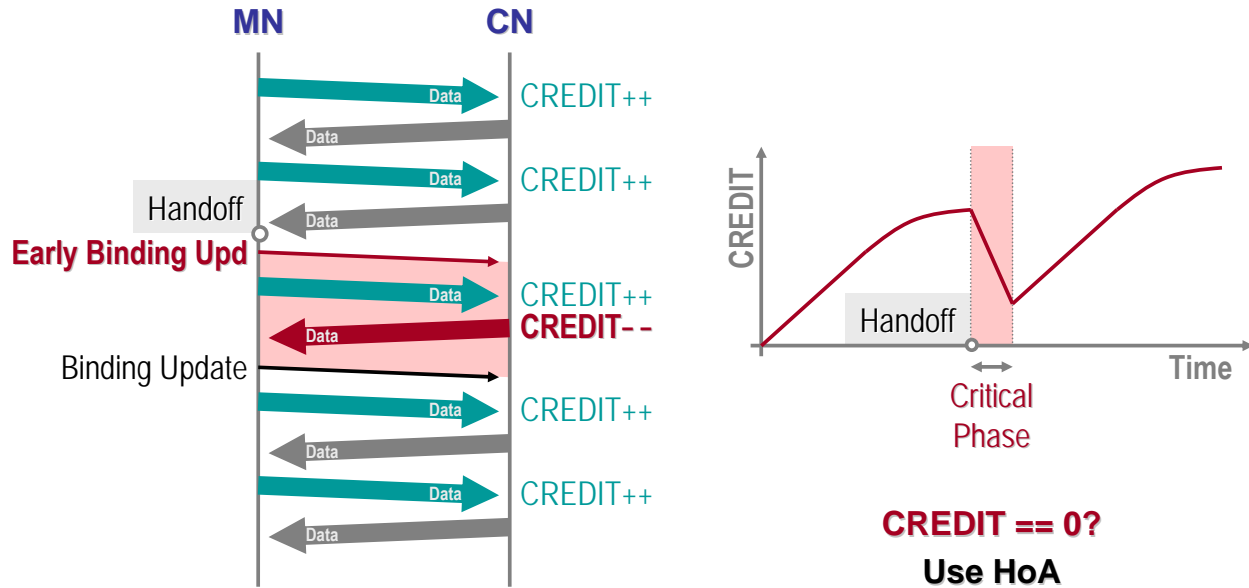 MN
CN
Data
CREDIT++
Data
Data
CREDIT++
Handoff
Data
Early Binding Upd
Data
CREDIT++
Data
CREDIT--
Binding Update
Data
CREDIT++
Data
Data
CREDIT++
Data
CREDIT
Handoff
Time
Critical
Phase
CREDIT == 0?
Use HoA